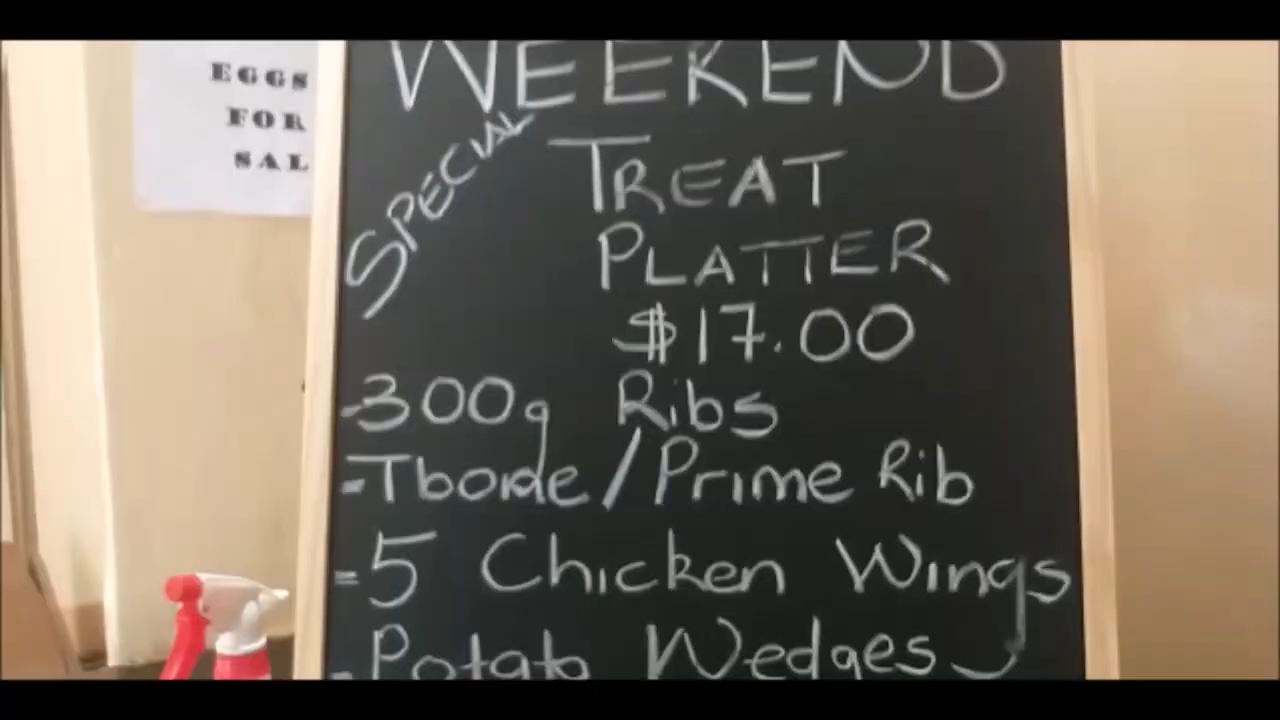 EGGS
FOR
SAL
WEEKEND
SPECIAL
TREAT
PLATTER
$17.00
-300g Ribs
-Tbone/Prime Rib
-5 Chicken Wings
-Potato Wedges